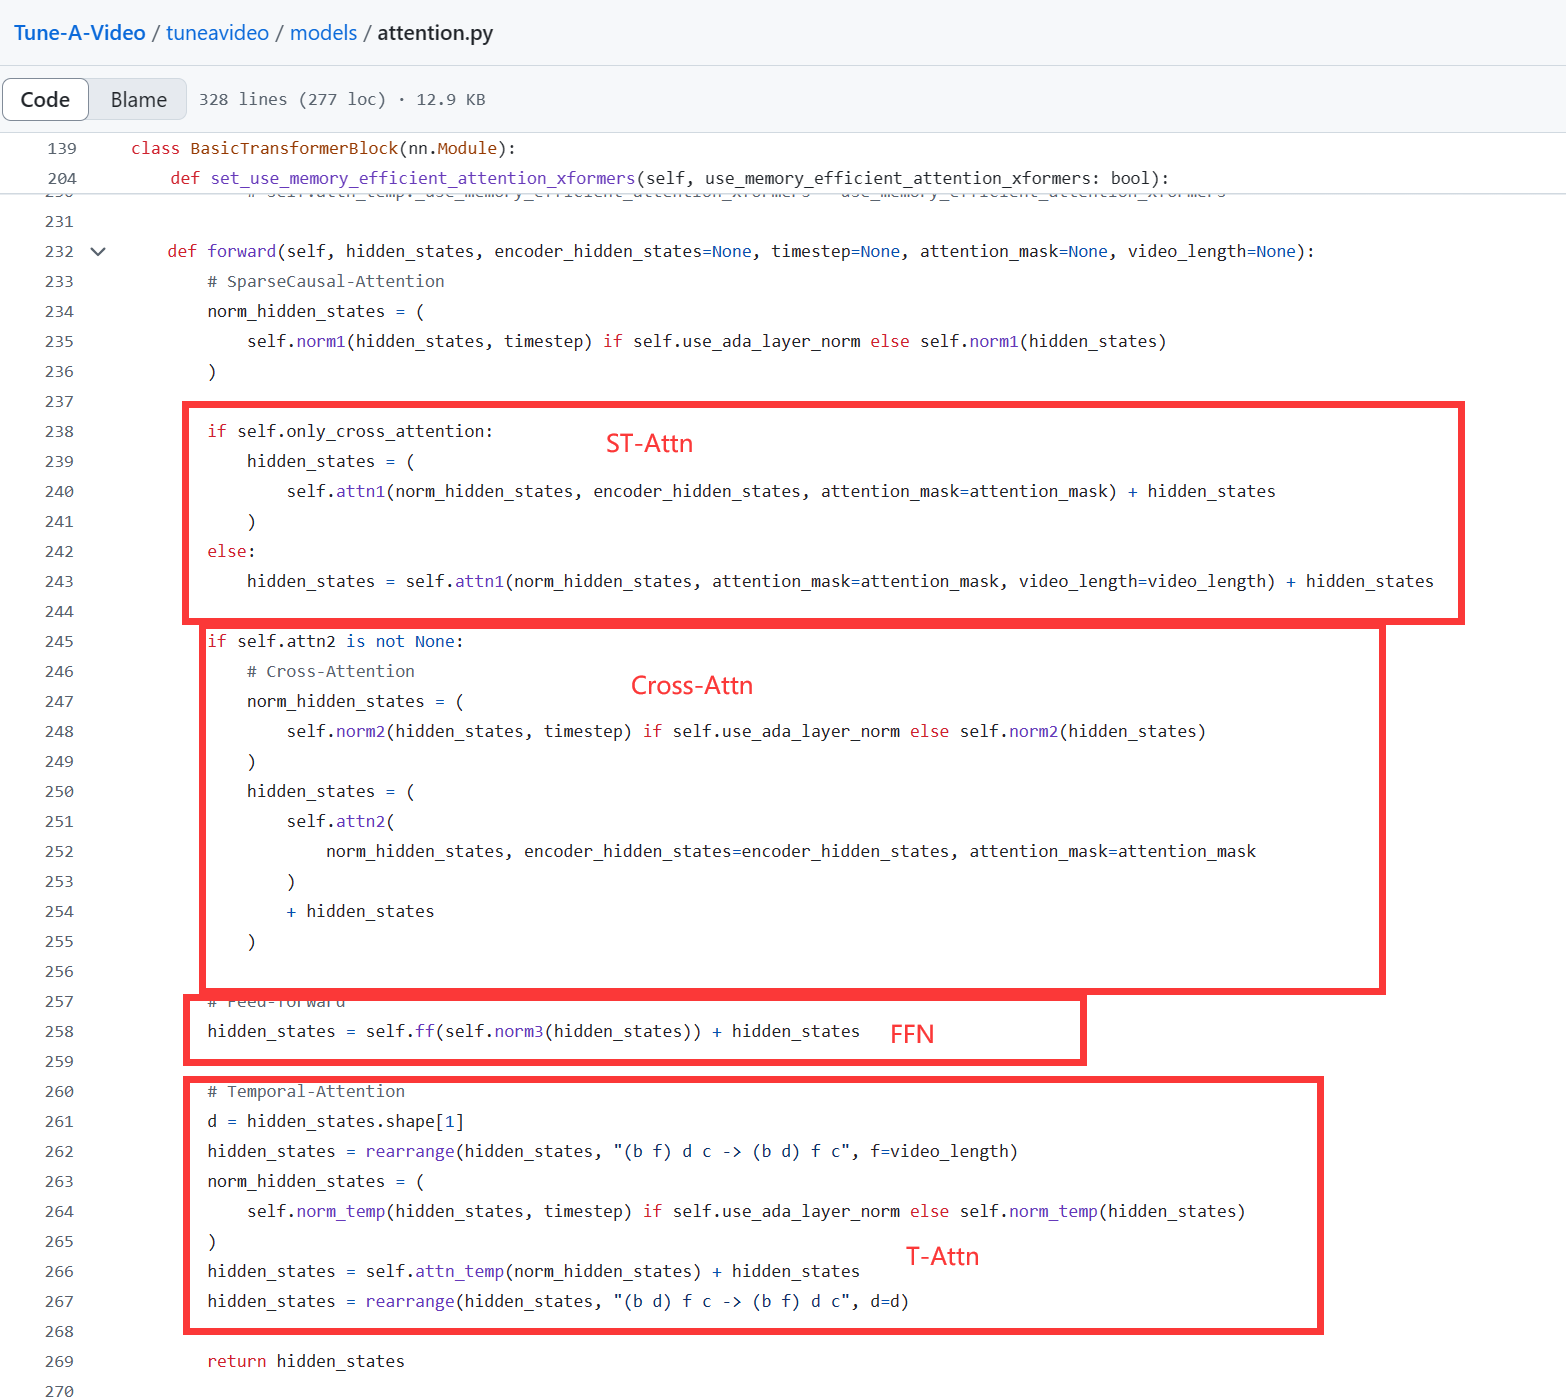 Tune-A-Video / tuneavideo / models / attention.py
Code Blame 328 lines (277 loc) · 12.9 KB
139 class BasicTransformerBlock(nn.Module):
204 def set_use_memory_efficient_attention_xformers(self, use_memory_efficient_attention_xformers: bool):
231
232 def forward(self, hidden_states, encoder_hidden_states=None, timestep=None, attention_mask=None, video_length=None):
233 # SparseCausal-Attention
234 norm_hidden_states = (
235 self.norm1(hidden_states, timestep) if self.use_ada_layer_norm else self.norm1(hidden_states)
236 )
237
238 if self.only_cross_attention:
ST-Attn
239 hidden_states = (
240 self.attn1(norm_hidden_states, encoder_hidden_states, attention_mask=attention_mask) + hidden_states
241 )
242 else:
243 hidden_states = self.attn1(norm_hidden_states, attention_mask=attention_mask, video_length=video_length) + hidden_states
244
245 if self.attn2 is not None:
246 # Cross-Attention
Cross-Attn
247 norm_hidden_states = (
248 self.norm2(hidden_states, timestep) if self.use_ada_layer_norm else self.norm2(hidden_states)
249 )
250 hidden_states = (
251 self.attn2(
252 norm_hidden_states, encoder_hidden_states=encoder_hidden_states, attention_mask=attention_mask
253 )
254 + hidden_states
255 )
256
257 # Feed-forward
258 hidden_states = self.ff(self.norm3(hidden_states)) + hidden_states FFN
259
260 # Temporal-Attention
261 d = hidden_states.shape[1]
262 hidden_states = rearrange(hidden_states, "(b f) d c -> (b d) f c", f=video_length)
263 norm_hidden_states = (
264 self.norm_temp(hidden_states, timestep) if self.use_ada_layer_norm else self.norm_temp(hidden_states)
265 )
T-Attn
266 hidden_states = self.attn_temp(norm_hidden_states) + hidden_states
267 hidden_states = rearrange(hidden_states, "(b d) f c -> (b f) d c", d=d)
268
269 return hidden_states
270